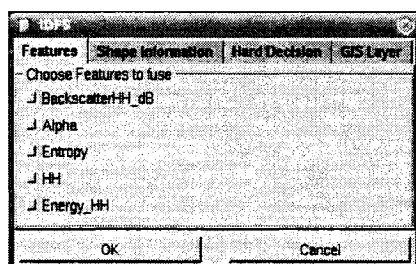 IDFS
Features Shape Information Hard Decision GIS Layer
Choose Features to fuse
BackscatterHH_dB
Alpha
Entropy
HH
Energy_HH
OK Cancel